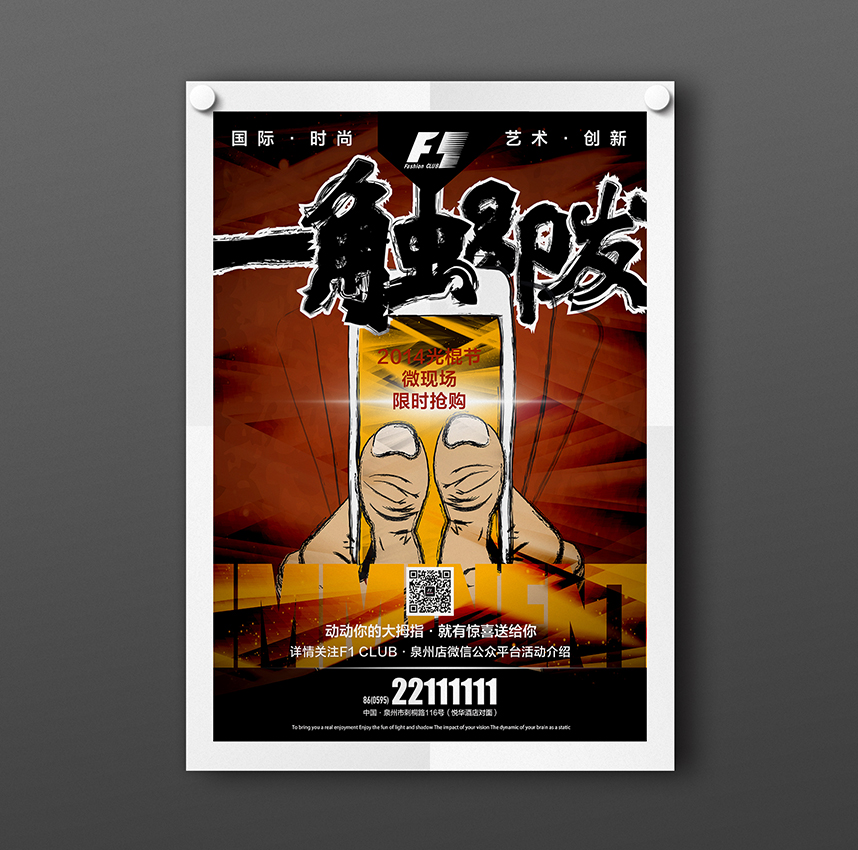 国际·时尚
F1
Fashion CLUB
艺术·创新
一触即发
2014光棍节
微现场
限时抢购
IMMINENT
动动你的大拇指·就有惊喜送给你
详情关注F1 CLUB·泉州店微信公众平台活动介绍
86(0595) 22111111
中国·泉州市刺桐路116号（悦华酒店对面）
To bring you a real enjoyment Enjoy the fun of light and shadow The impact of your vision The dynamic of your brain as a static